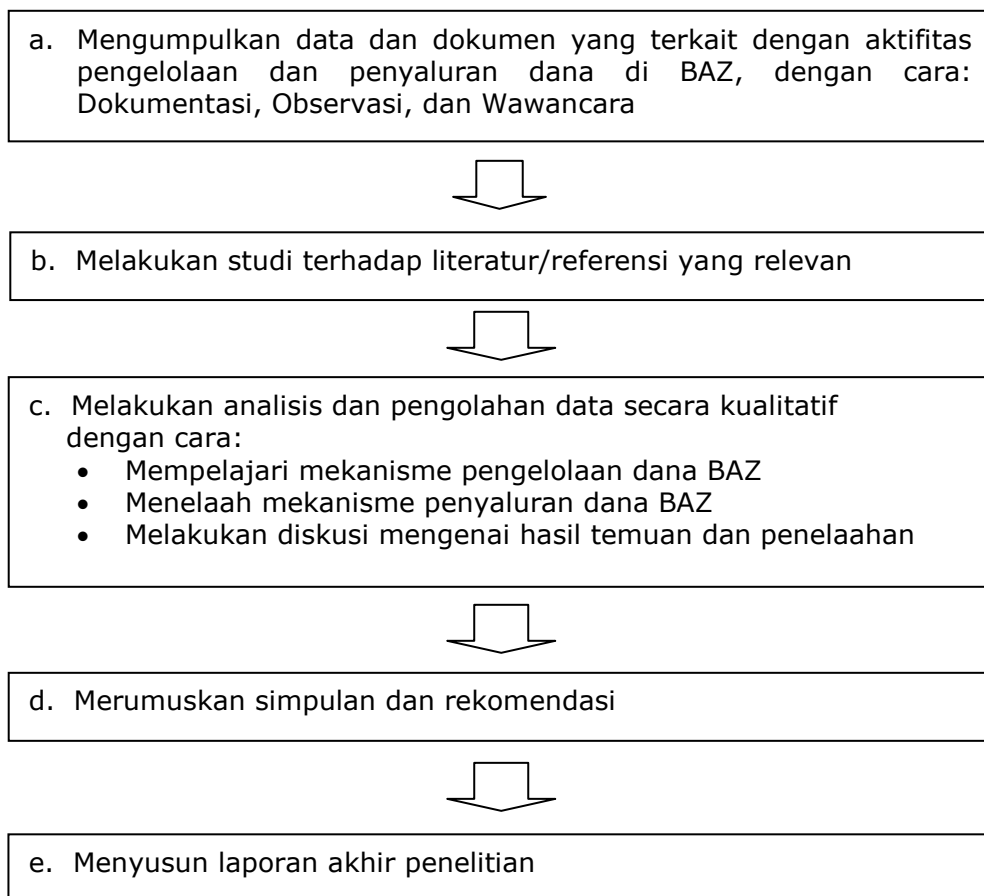 a. Mengumpulkan data dan dokumen yang terkait dengan aktifitas
pengelolaan dan penyaluran dana di BAZ, dengan cara:
Dokumentasi, Observasi, dan Wawancara
b. Melakukan studi terhadap literatur/referensi yang relevan
c. Melakukan analisis dan pengolahan data secara kualitatif
dengan cara:
• Mempelajari mekanisme pengelolaan dana BAZ
• Menelaah mekanisme penyaluran dana BAZ
• Melakukan diskusi mengenai hasil temuan dan penelaahan
d. Merumuskan simpulan dan rekomendasi
e. Menyusun laporan akhir penelitian